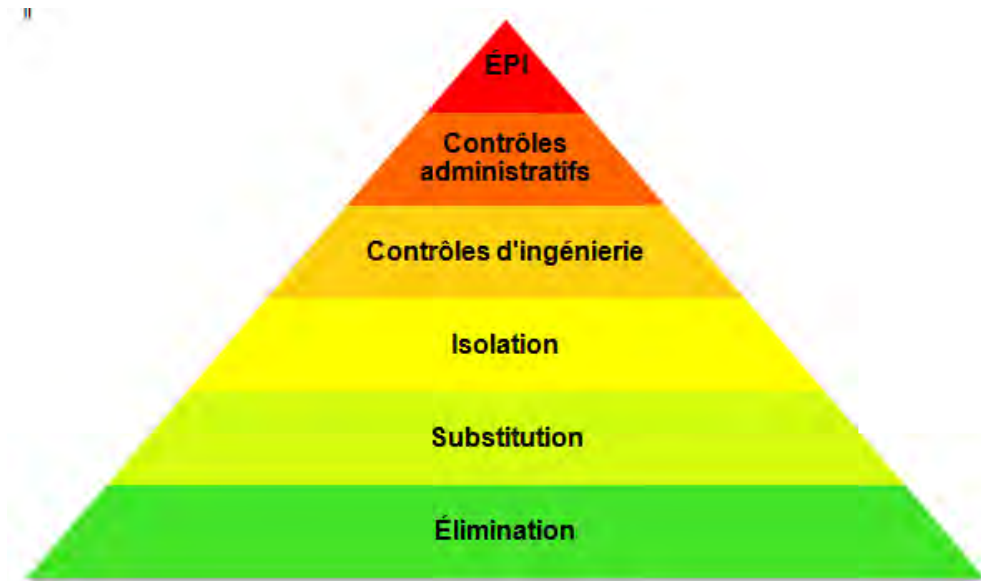 "
ÉPI
Contrôles
administratifs
Contrôles d'ingénierie
Isolation
Substitution
Élimination